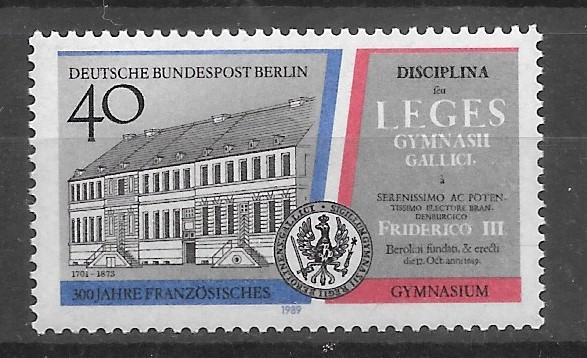 DEUTSCHE BUNDESPOST BERLIN
40
1701-1873
300 JAHRE FRANZÖSISCHES
GYMNASIUM
1989
DISCIPLINA
seu
LEGES
GYMNASII
GALLICI.
à
SERENISSIMO AC POTEN-
TISSIMO ELECTORE BRAN-
DENBURGICO
FRIDERICO III
Berolini fundati, & erecti
die 12. Oct. anni 1689.